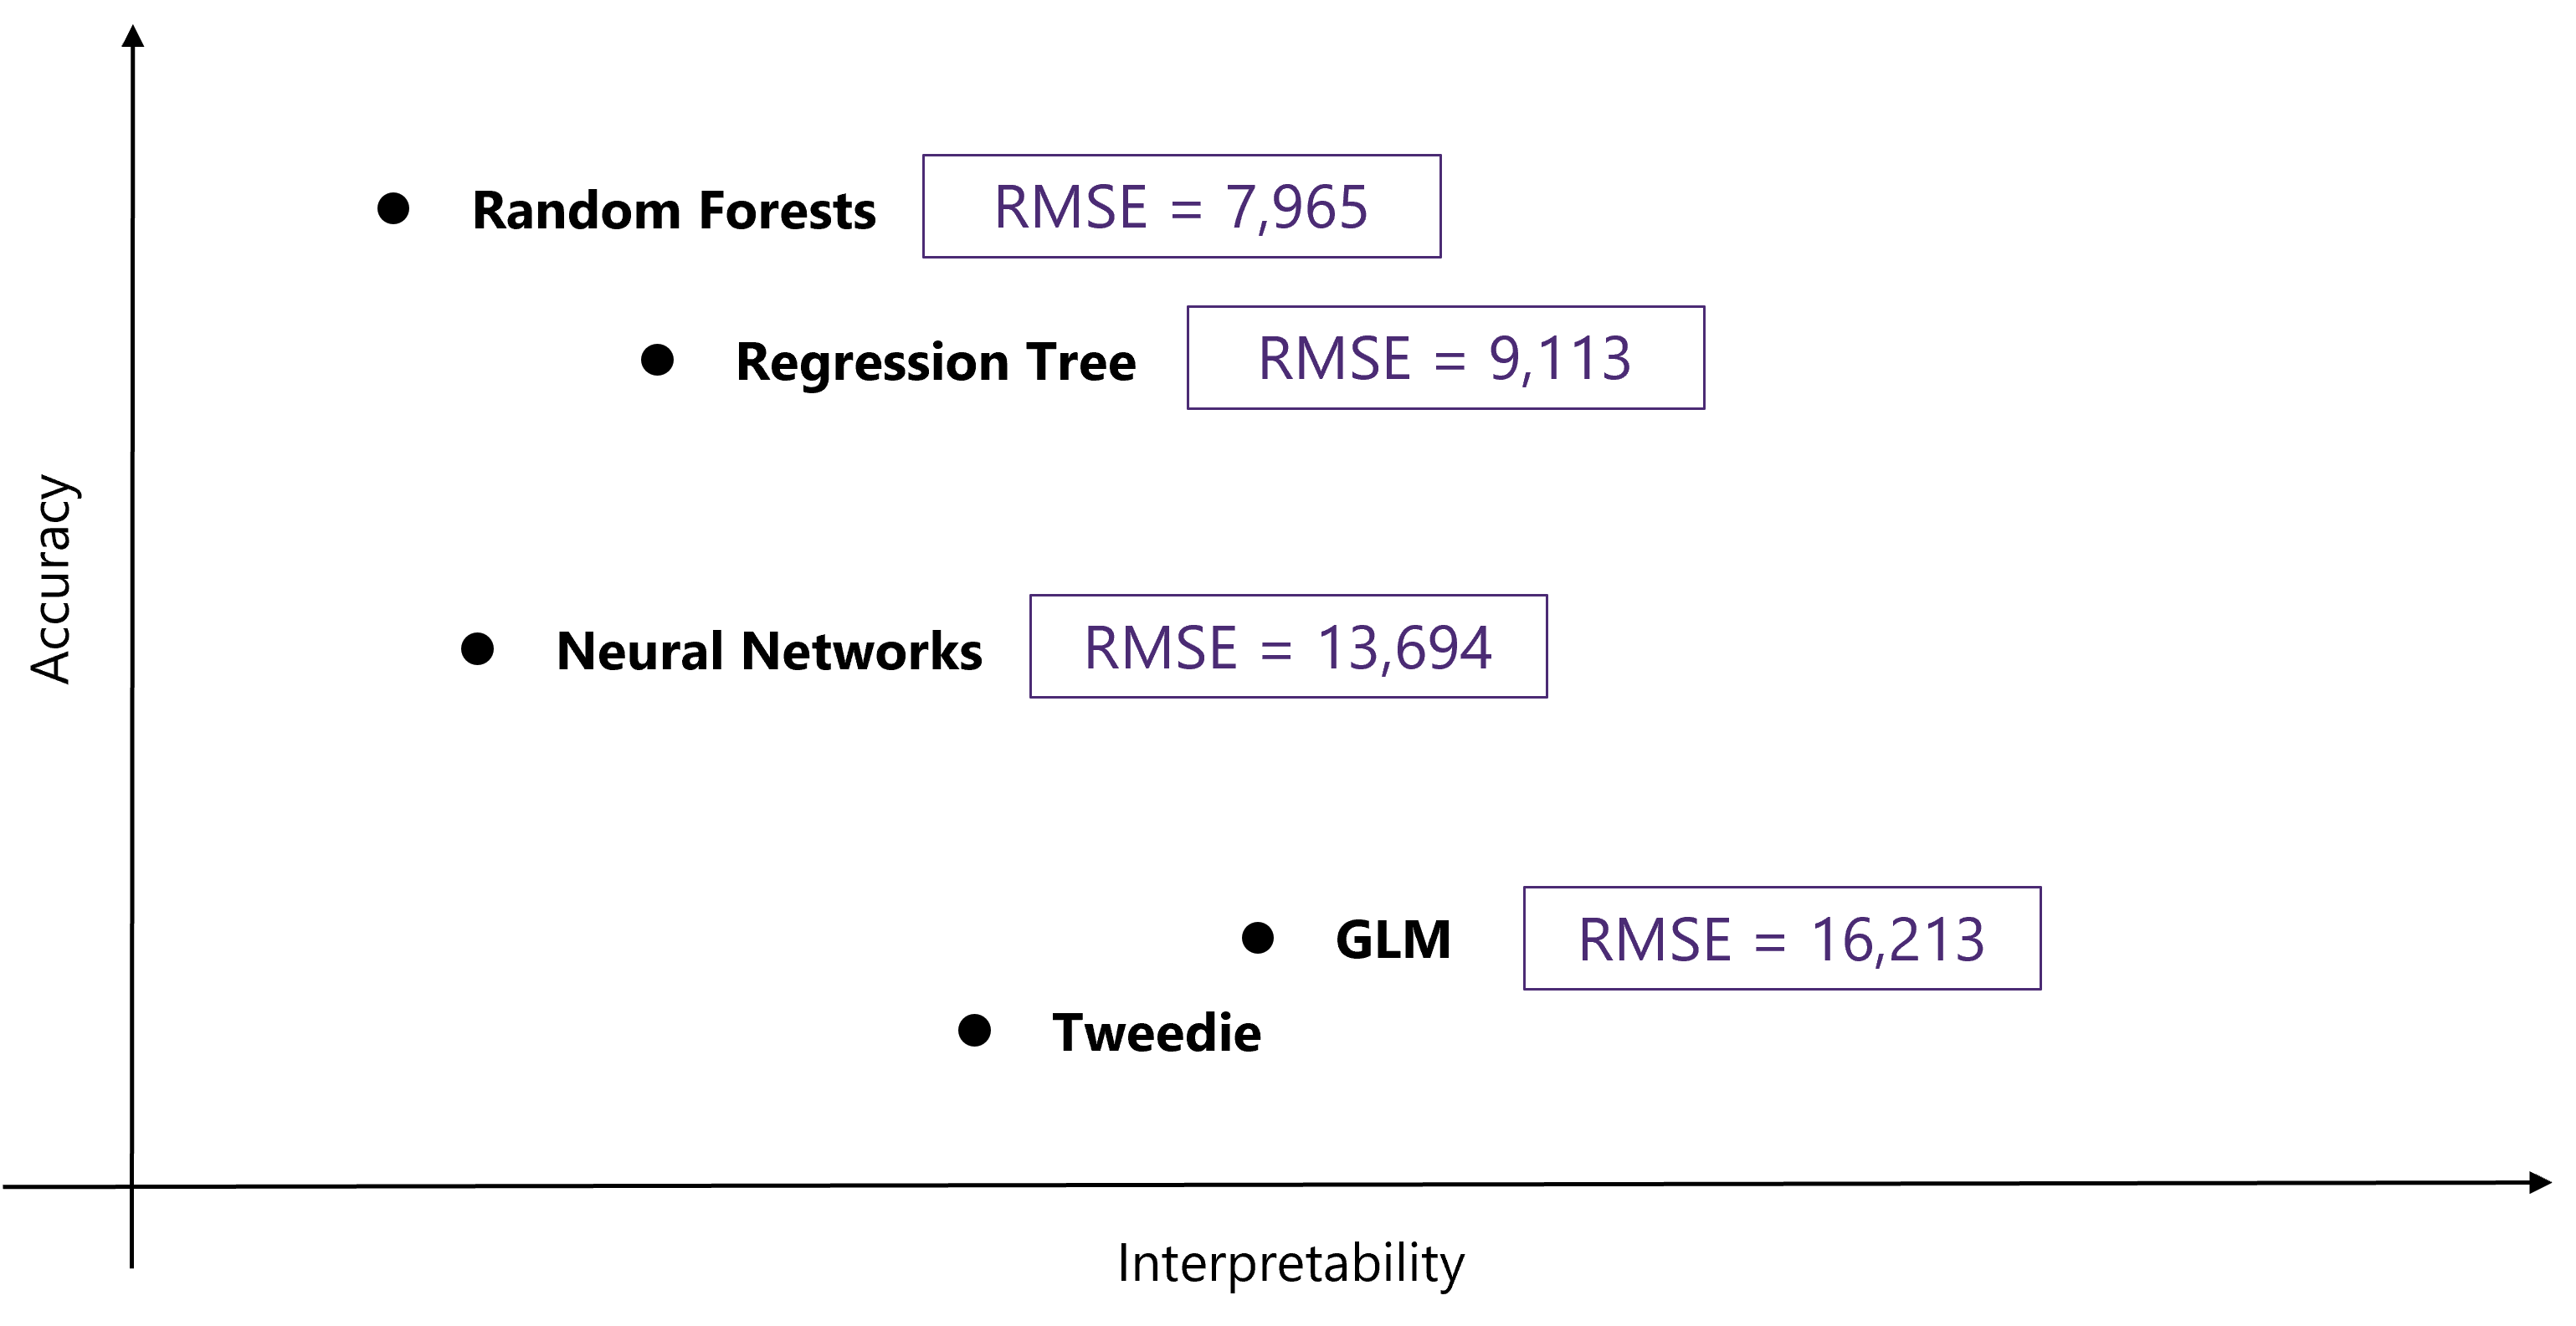 Random Forests RMSE = 7,965
Regression Tree RMSE = 9,113
Accuracy
Neural Networks RMSE = 13,694
GLM RMSE = 16,213
Tweedie
Interpretability